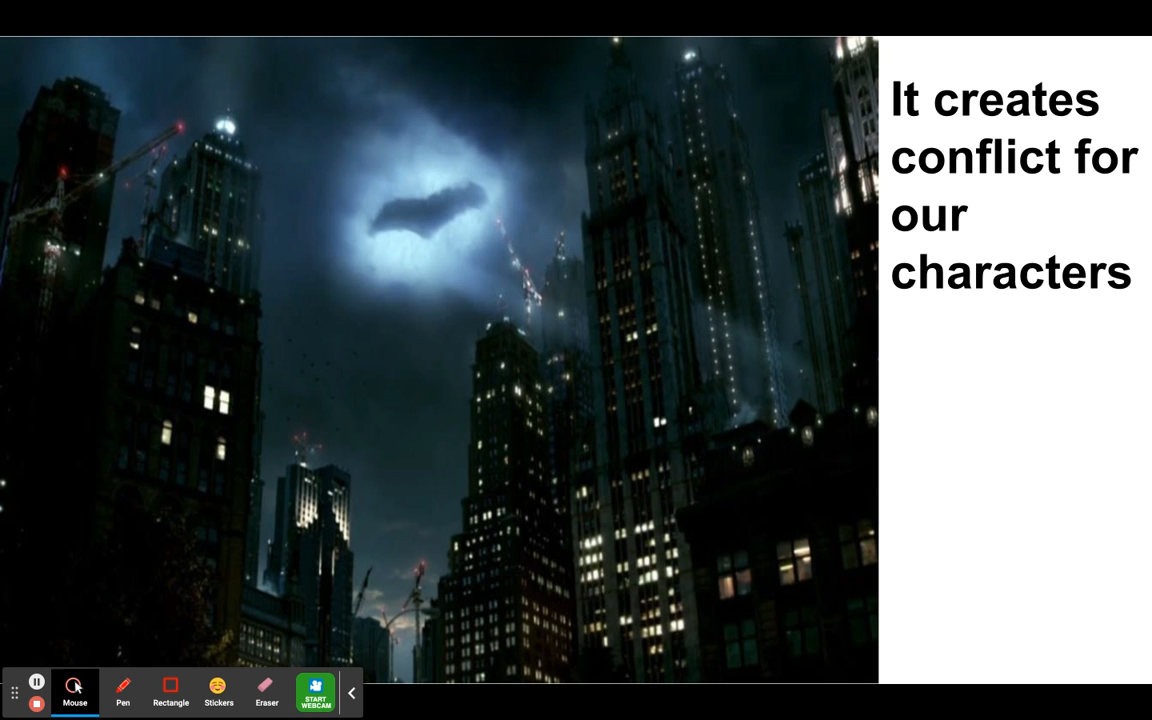 It creates
conflict for
our
characters
Mouse
Pen
Rectangle
Stickers
Eraser
START
WEBCAM